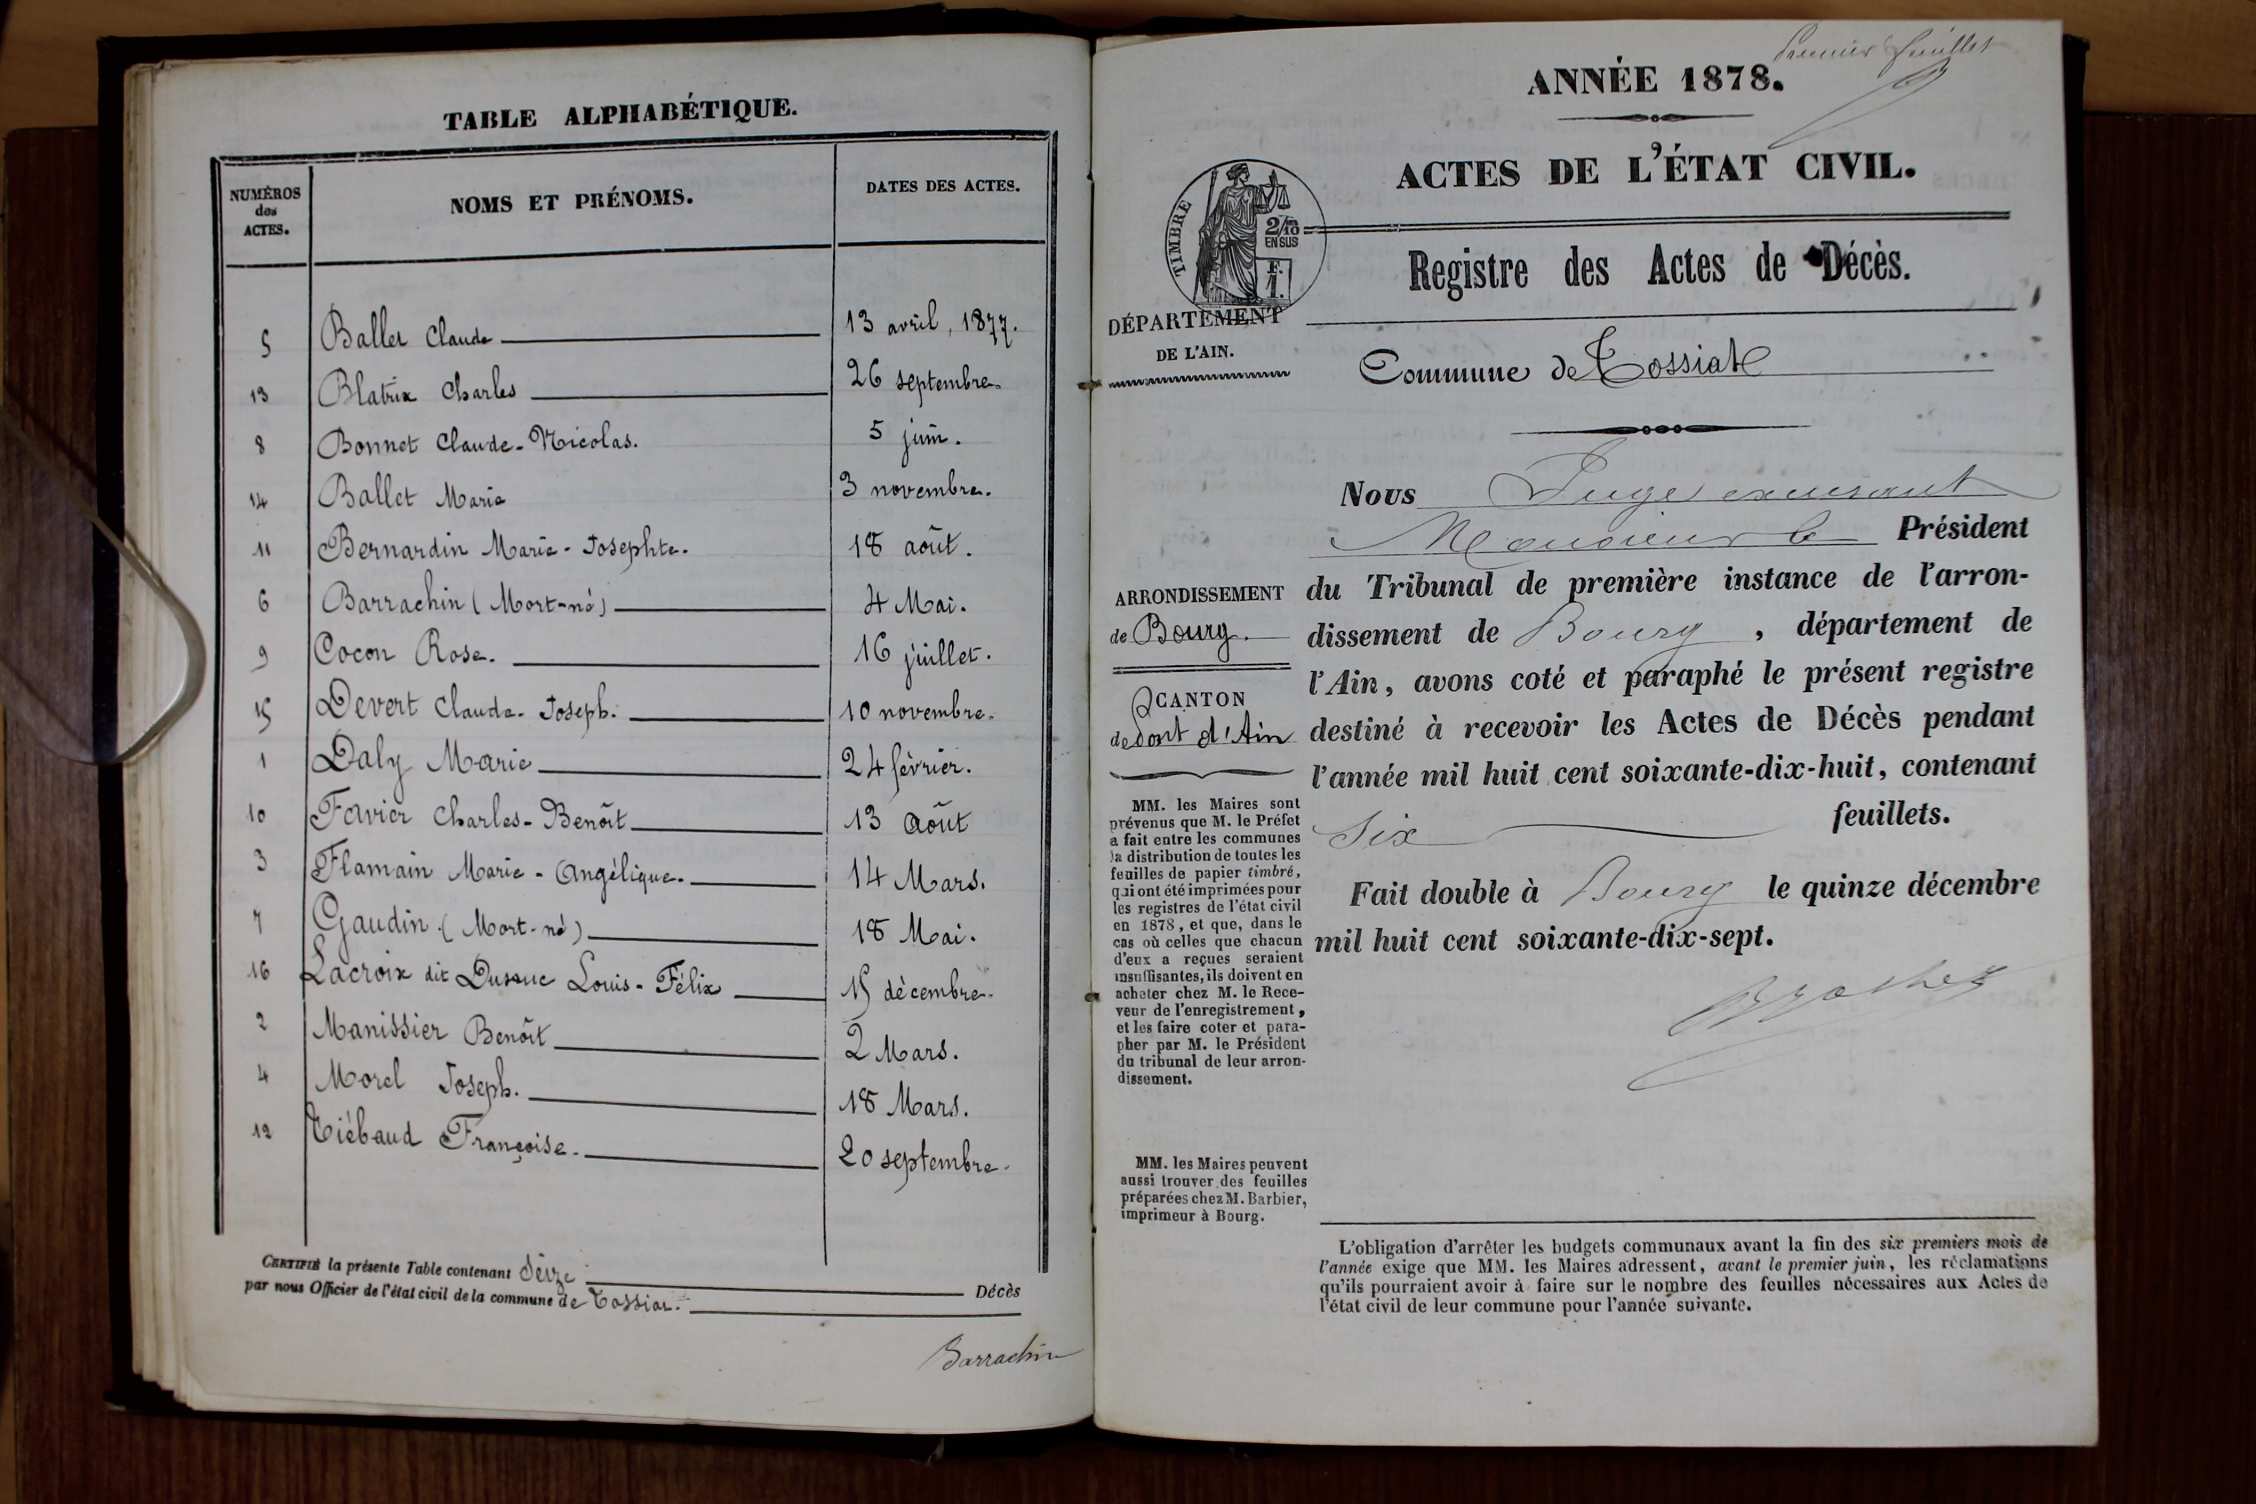 TABLE ALPHABÉTIQUE.
NUMÉROS
des
ACTES.
NOMS ET PRÉNOMS.
DATES DES ACTES.
5 Ballet Claude 13 avril, 1877.
13 Blatrix Charles 26 septembre.
8 Bonnet Claude-Nicolas. 5 juin.
14 Ballet Marie 3 novembre.
11 Bernardin Marie-Josephte. 18 août.
6 Barrachin (Mort-né) 4 Mai.
9 Cocon Rose. 16 juillet.
15 Devert Claude-Joseph. 10 novembre.
1 Daly Marie 24 février.
10 Favier Charles-Benoît 13 août
3 Flamain Marie-Angélique. 14 Mars.
7 Gaudin (Mort-né) 18 Mai.
16 Lacroix dit Dusuc Louis-Félix 15 décembre.
2 Manissier Benoît 2 Mars.
4 Morel Joseph. 18 Mars.
12 Tiébaud Françoise. 20 septembre.
CERTIFIÉ la présente Table contenant Seize Décès
par nous Officier de l'état civil de la commune de Tossiat.
Barrachin
Premier feuillet
ANNÉE 1878.
ACTES DE L'ÉTAT CIVIL.
TIMBRE
2/10
EN SUS
F.
1.
Registre des Actes de Décès.
DÉPARTEMENT
DE L'AIN.
Commune de Tossiat
Nous Juge excusant
Monsieur le Président
du Tribunal de première instance de l'arron-
dissement de Bourg, département de
l'Ain, avons coté et paraphé le présent registre
destiné à recevoir les Actes de Décès pendant
l'année mil huit cent soixante-dix-huit, contenant
Six feuillets.
Fait double à Bourg le quinze décembre
mil huit cent soixante-dix-sept.
ARRONDISSEMENT
de Bourg.
CANTON
de Pont d'Ain
MM. les Maires sont
prévenus que M. le Préfet
a fait entre les communes
la distribution de toutes les
feuilles de papier timbré,
qui ont été imprimées pour
les registres de l'état civil
en 1878, et que, dans le
cas où celles que chacun
d'eux a reçues seraient
insuffisantes, ils doivent en
acheter chez M. le Rece-
veur de l'enregistrement,
et les faire coter et para-
pher par M. le Président
du tribunal de leur arron-
dissement.
MM. les Maires peuvent
aussi trouver des feuilles
préparées chez M. Barbier,
imprimeur à Bourg.
L'obligation d'arrêter les budgets communaux avant la fin des six premiers mois de
l'année exige que MM. les Maires adressent, avant le premier juin, les réclamations
qu'ils pourraient avoir à faire sur le nombre des feuilles nécessaires aux Actes de
l'état civil de leur commune pour l'année suivante.